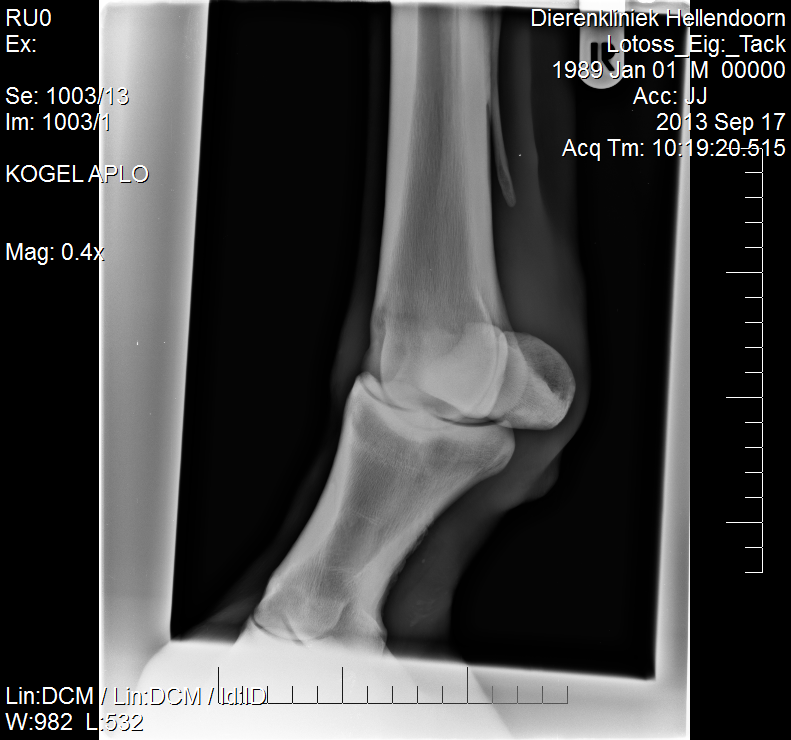 RU0
Ex:
Se: 1003/13
Im: 1003/1
KOGEL APLO
Mag: 0.4x
Dierenkliniek Hellendoorn
Lotoss_Eig:_Tack
1989 Jan 01 M 00000
Acc: JJ
2013 Sep 17
Acq Tm: 10:19:20.515
R
Lin:DCM / Lin:DCM / Id:ID
W:982 L:532